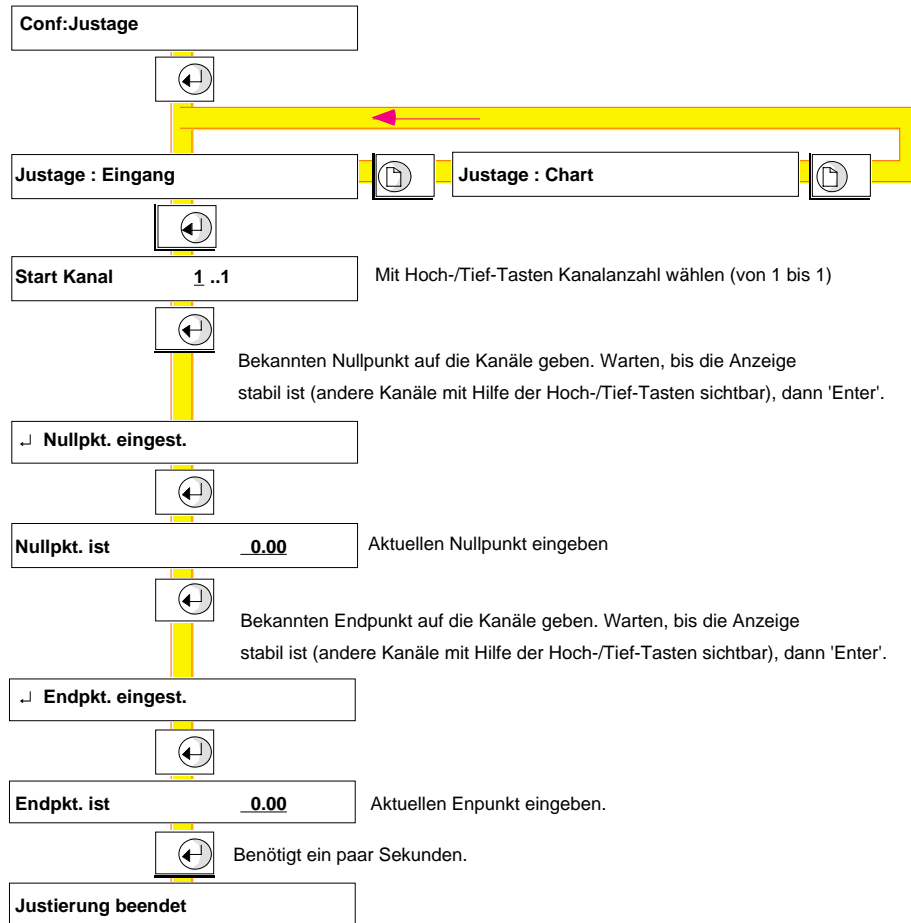 Conf:Justage
Justage : Eingang
Justage : Chart
Start Kanal 1 ..1
Mit Hoch-/Tief-Tasten Kanalanzahl wählen (von 1 bis 1)
Bekannten Nullpunkt auf die Kanäle geben. Warten, bis die Anzeige
stabil ist (andere Kanäle mit Hilfe der Hoch-/Tief-Tasten sichtbar), dann 'Enter'.
↵ Nullpkt. eingest.
Nullpkt. ist 0.00
Aktuellen Nullpunkt eingeben
Bekannten Endpunkt auf die Kanäle geben. Warten, bis die Anzeige
stabil ist (andere Kanäle mit Hilfe der Hoch-/Tief-Tasten sichtbar), dann 'Enter'.
↵ Endpkt. eingest.
Endpkt. ist 0.00
Aktuellen Enpunkt eingeben.
Benötigt ein paar Sekunden.
Justierung beendet